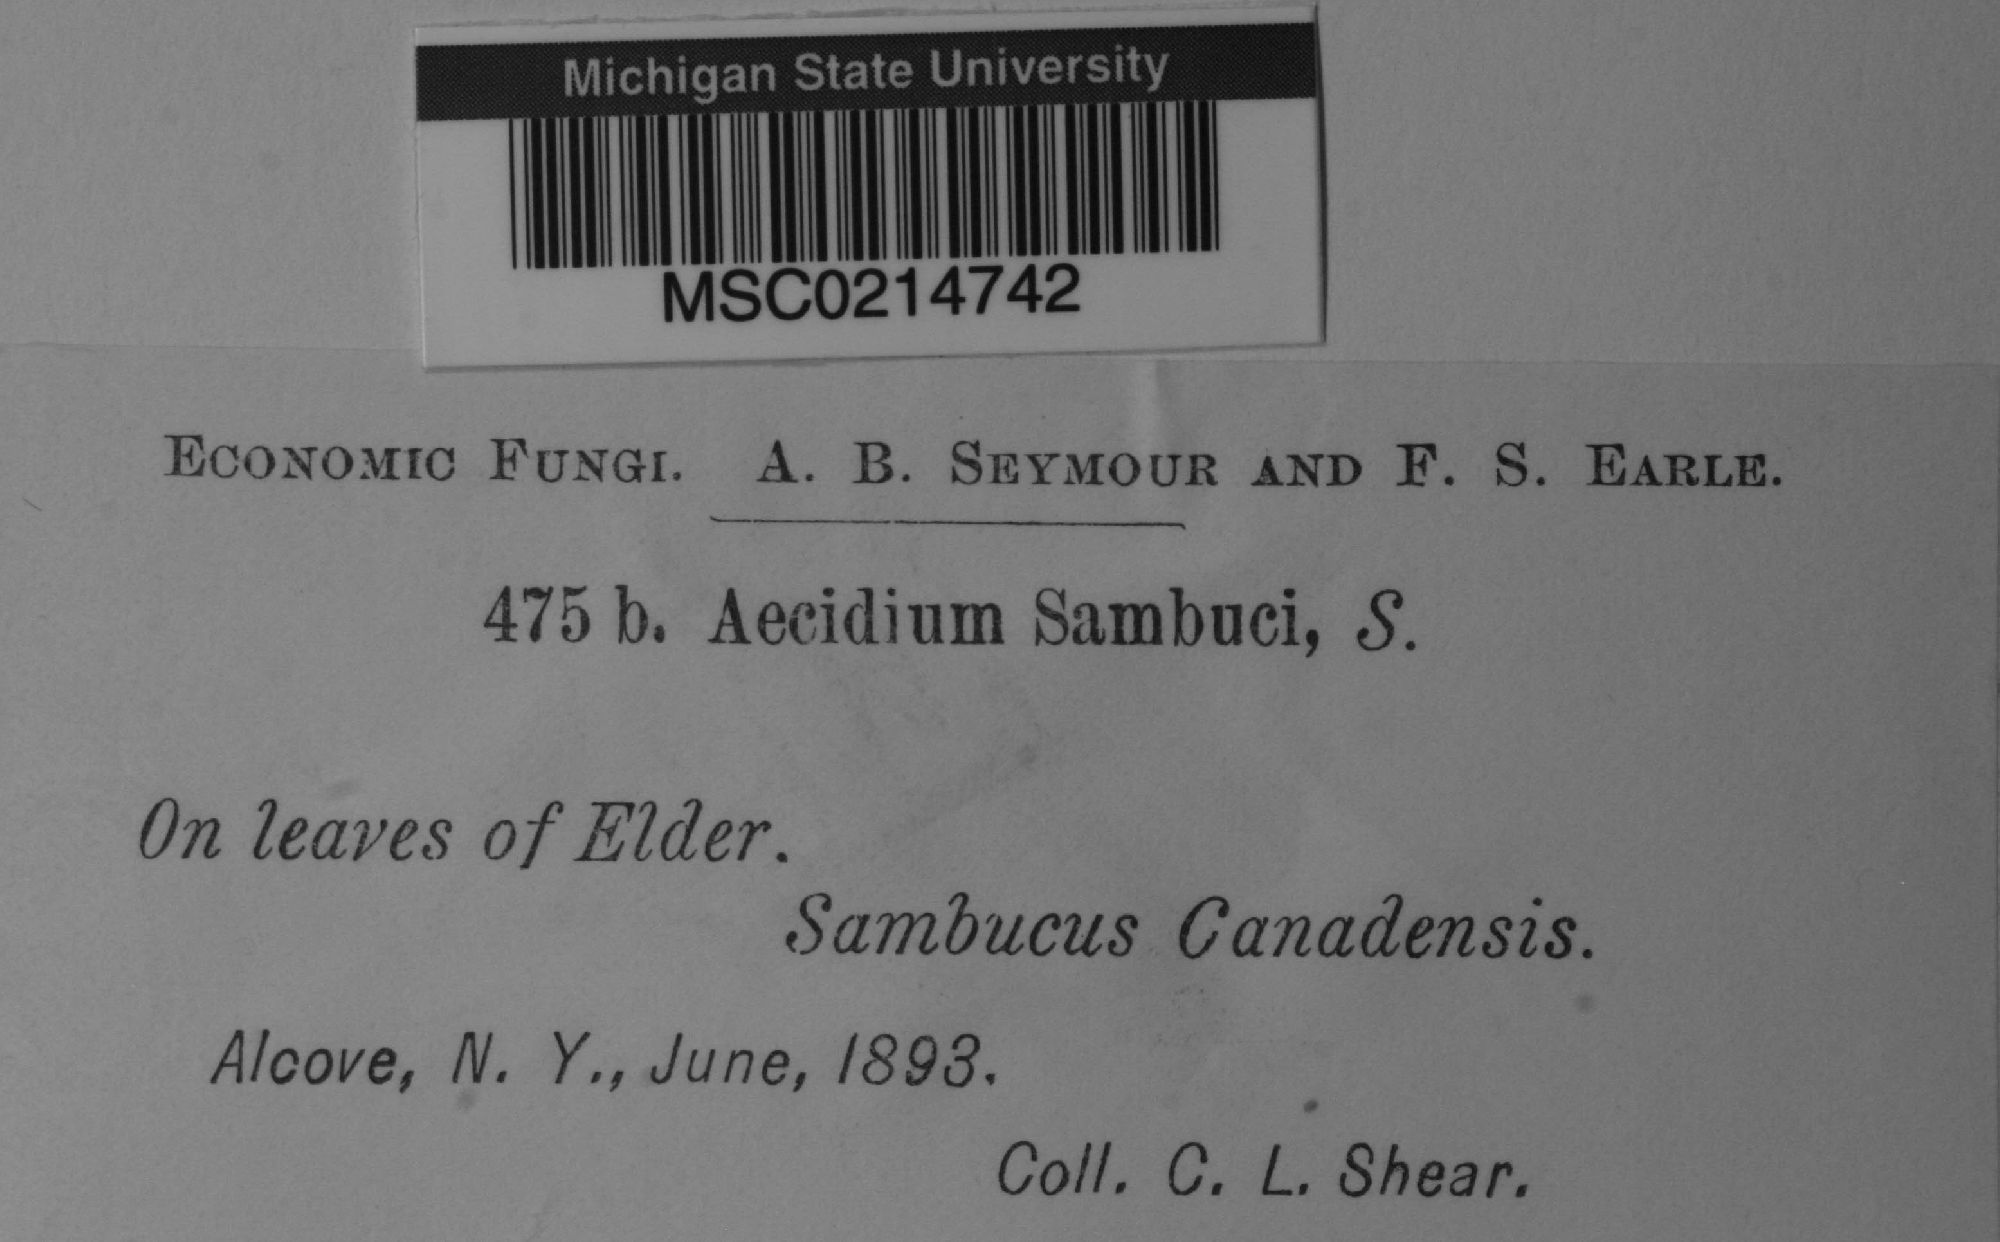 Michigan State University
MSC0214742
Economic Fungi. A. B. Seymour and F. S. Earle.
475 b. Aecidium Sambuci, S.
On leaves of Elder.
Sambucus Canadensis.
Alcove, N. Y., June, 1893.
Coll. C. L. Shear.